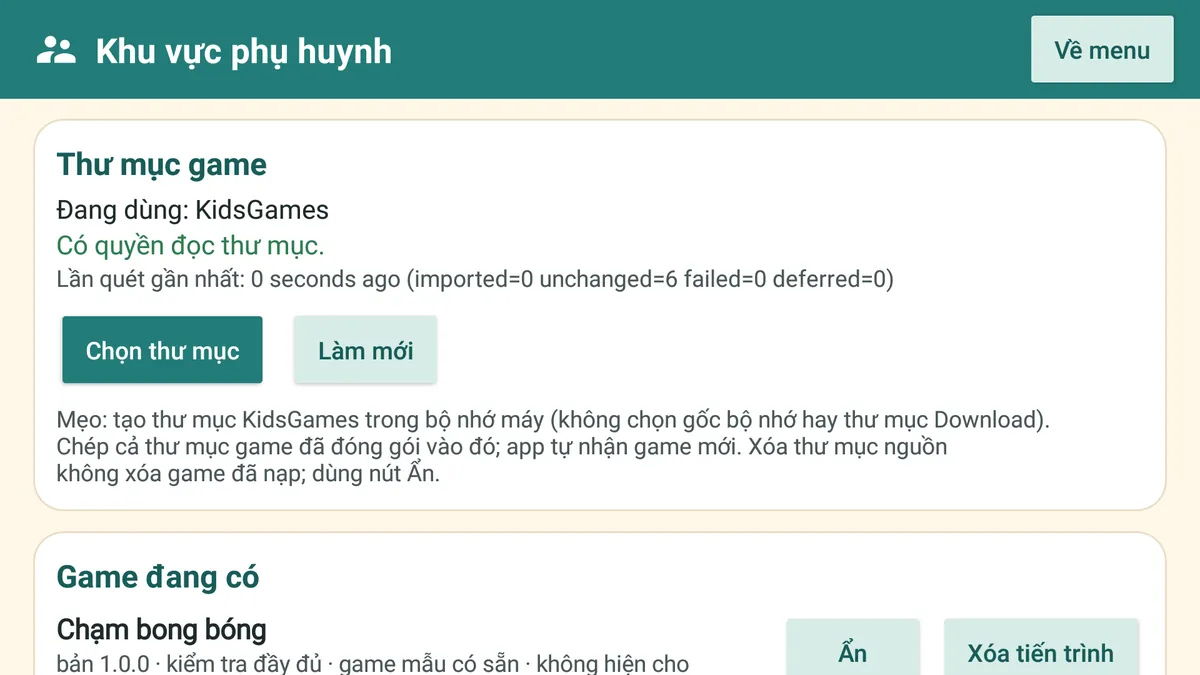 Khu vực phụ huynh
Về menu
Thư mục game
Đang dùng: KidsGames
Có quyền đọc thư mục.
Lần quét gần nhất: 0 seconds ago (imported=0 unchanged=6 failed=0 deferred=0)
Chọn thư mục
Làm mới
Mẹo: tạo thư mục KidsGames trong bộ nhớ máy (không chọn gốc bộ nhớ hay thư mục Download).
Chép cả thư mục game đã đóng gói vào đó; app tự nhận game mới. Xóa thư mục nguồn
không xóa game đã nạp; dùng nút Ẩn.
Game đang có
Chạm bong bóng
bản 1.0.0 · kiểm tra đầy đủ · game mẫu có sẵn · không hiện cho
Ẩn
Xóa tiến trình